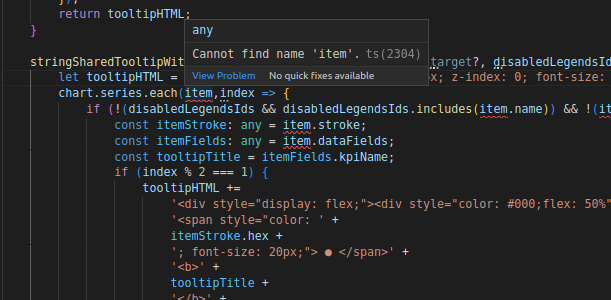 });
return tooltipHTML;
}
any
Cannot find name 'item'. ts(2304)
View Problem No quick fixes available
stringSharedTooltipWit target?, disabledLegendsId
let tooltipHTML = x; z-index: 0; font-size:
chart.series.each(item,index => {
if (!(disabledLegendsIds && disabledLegendsIds.includes(item.name)) && !(it
const itemStroke: any = item.stroke;
const itemFields: any = item.dataFields;
const tooltipTitle = itemFields.kpiName;
if (index % 2 === 1) {
tooltipHTML +=
'<div style="display: flex;"><div style="color: #000;flex: 50%"
'<span style="color: ' +
itemStroke.hex +
'; font-size: 20px;"> ● </span>' +
'<b>' +
tooltipTitle +
'</b>' +